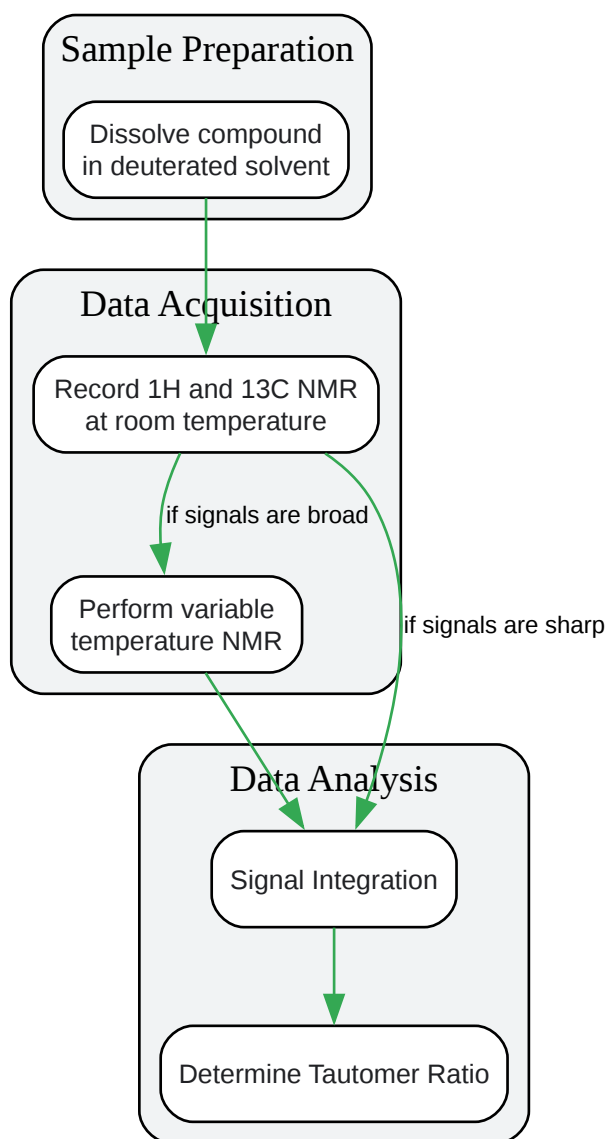 Sample Preparation
Dissolve compound
in deuterated solvent
Data Acquisition
Record 1H and 13C NMR
at room temperature
if signals are broad
Perform variable
temperature NMR
if signals are sharp
Data Analysis
Signal Integration
Determine Tautomer Ratio